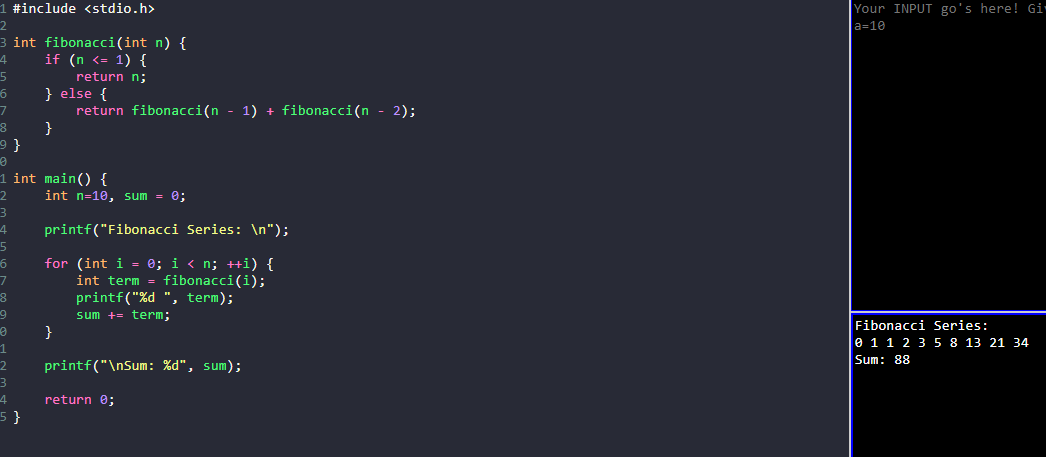 1 #include <stdio.h>
2
3 int fibonacci(int n) {
4     if (n <= 1) {
5         return n;
6     } else {
7         return fibonacci(n - 1) + fibonacci(n - 2);
8     }
9 }
0
1 int main() {
2     int n=10, sum = 0;
3
4     printf("Fibonacci Series: \n");
5
6     for (int i = 0; i < n; ++i) {
7         int term = fibonacci(i);
8         printf("%d ", term);
9         sum += term;
0     }
1
2     printf("\nSum: %d", sum);
3
4     return 0;
5 }
Your INPUT go's here! Gi
a=10
Fibonacci Series:
0 1 1 2 3 5 8 13 21 34
Sum: 88